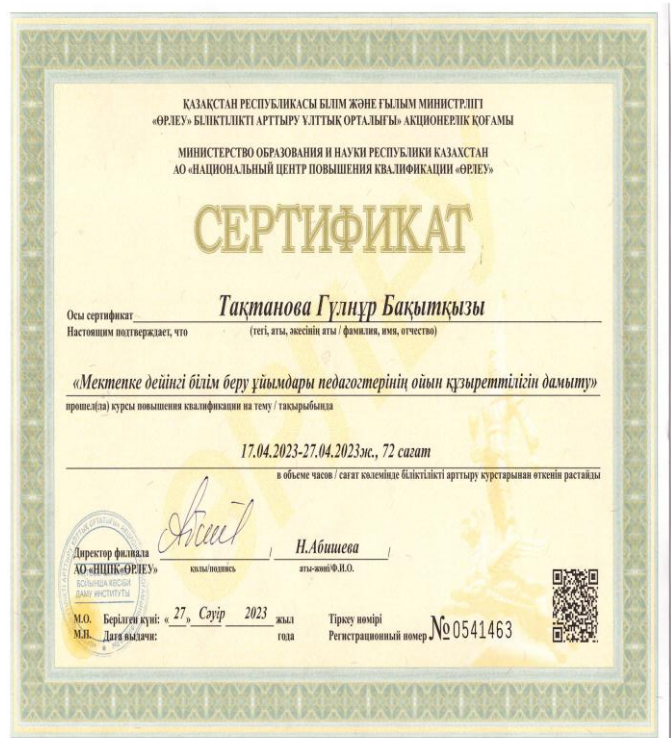 ҚАЗАҚСТАН РЕСПУБЛИКАСЫ БІЛІМ ЖӘНЕ ҒЫЛЫМ МИНИСТРЛІГІ
«ӨРЛЕУ» БІЛІКТІЛІКТІ АРТТЫРУ ҰЛТТЫҚ ОРТАЛЫҒЫ» АКЦИОНЕРЛІК ҚОҒАМЫ
МИНИСТЕРСТВО ОБРАЗОВАНИЯ И НАУКИ РЕСПУБЛИКИ КАЗАХСТАН
АО «НАЦИОНАЛЬНЫЙ ЦЕНТР ПОВЫШЕНИЯ КВАЛИФИКАЦИИ «ӨРЛЕУ»
СЕРТИФИКАТ
Осы сертификат Тақтанова Гүлнұр Бақытқызы
Настоящим подтверждает, что (тегі, аты, әкесінің аты / фамилия, имя, отчество)
«Мектепке дейінгі білім беру ұйымдары педагогтерінің ойын құзыреттілігін дамыту»
прошел(ла) курсы повышения квалификации на тему / тақырыбында
17.04.2023-27.04.2023ж., 72 сағат
в объеме часов / сағат көлемінде біліктілікті арттыру курстарынан өткенін растайды
Директор филиала / Н.Абишева /
АО «НЦПК «ӨРЛЕУ» қолы/подпись аты-жөні/Ф.И.О.
БОЙЫНША КӘСІБИ
ДАМУ ИНСТИТУТЫ
М.О. Берілген күні: «27» Сәуір 2023 жыл Тіркеу нөмірі
М.П. Дата выдачи: года Регистрационный номер №0541463